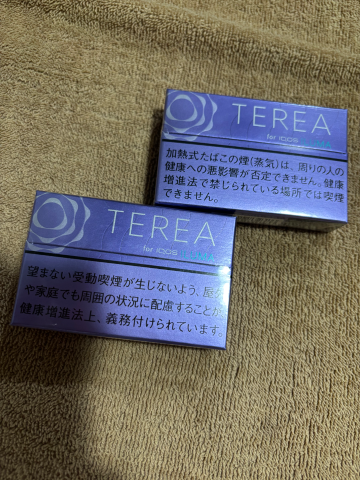 TEREA
for IQOS ILUMA
加熱式たばこの煙(蒸気)は、周りの人の
健康への悪影響が否定できません。健康
増進法で禁じられている場所では喫煙
できません。
TEREA
for IQOS ILUMA
望まない受動喫煙が生じないよう、屋外
や家庭でも周囲の状況に配慮することが、
健康増進法上、義務付けられています。